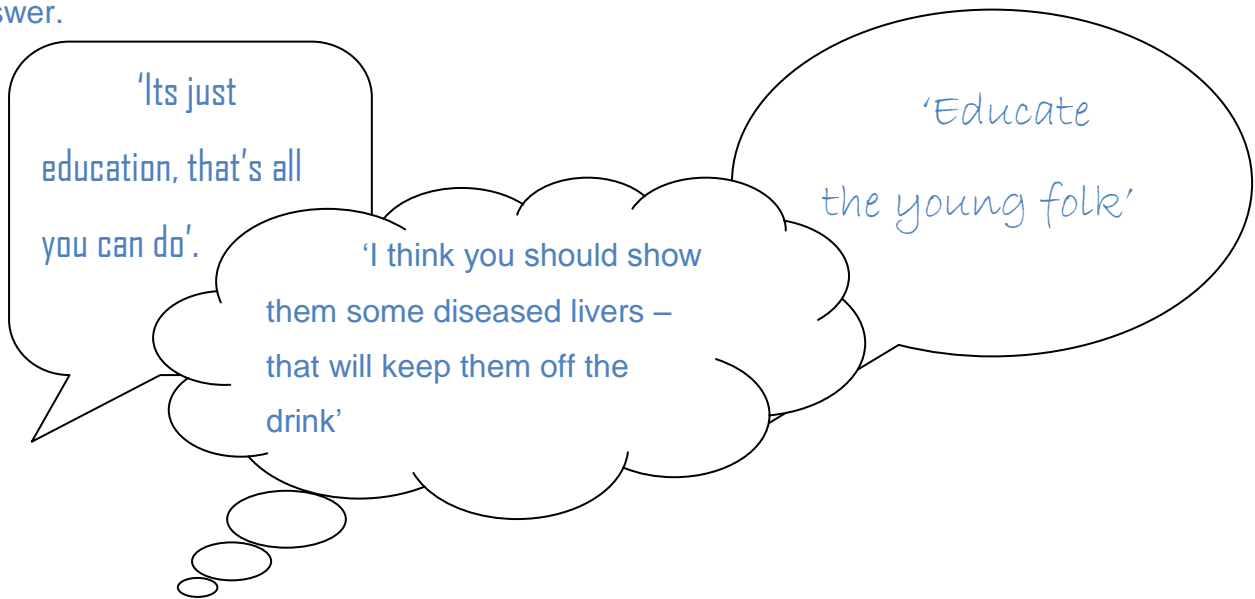 swer.
‘Its just
education, that’s all
you can do’.
‘Educate
the young folk’
‘I think you should show
them some diseased livers –
that will keep them off the
drink’